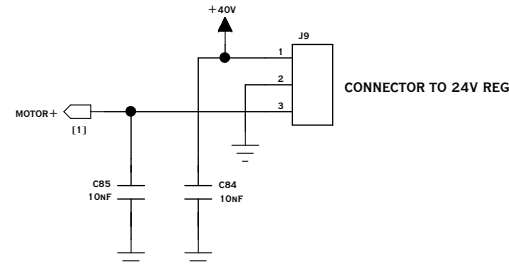 +40V
J9
1
2
CONNECTOR TO 24V REG
3
MOTOR+
[1]
C85
10NF
C84
10NF